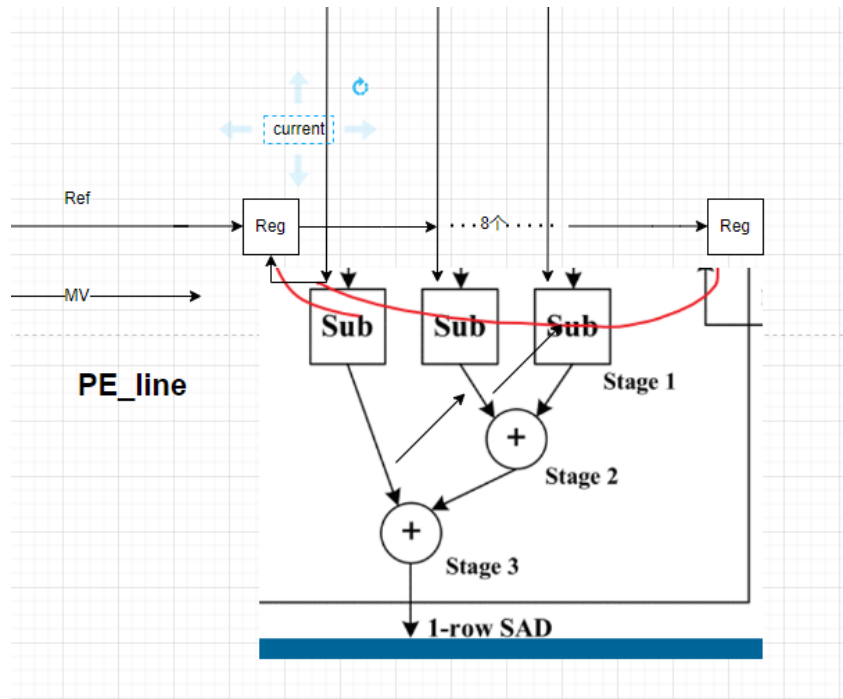 current
Ref
Reg
····8个·····
Reg
MV
Sub
Sub
Sub
Stage 1
PE_line
+
Stage 2
+
Stage 3
1-row SAD